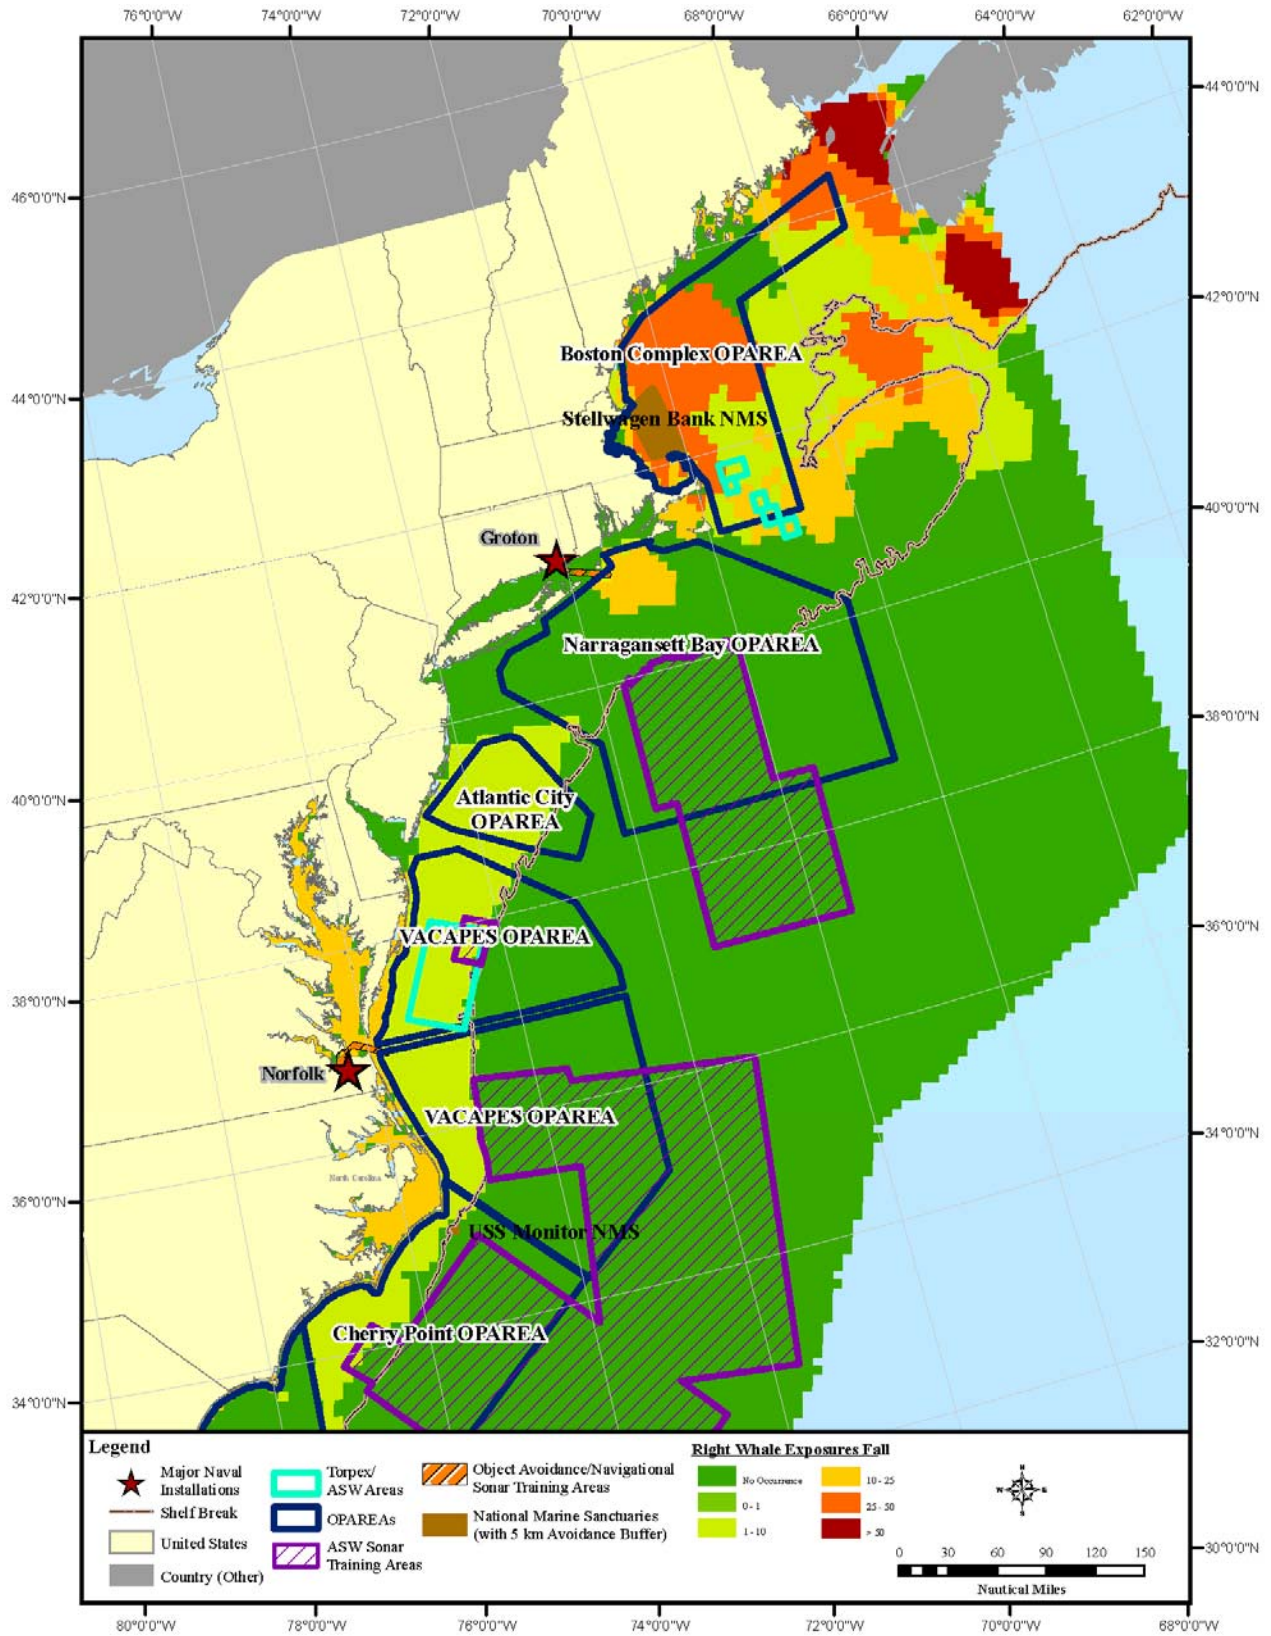 76°0'0"W 74°0'0"W 72°0'0"W 70°0'0"W 68°0'0"W 66°0'0"W 64°0'0"W 62°0'0"W
44°0'0"N
46°0'0"N
42°0'0"N
Boston Complex OPAREA
44°0'0"N
Stellwagen Bank NMS
40°0'0"N
Groton
42°0'0"N
Narragansett Bay OPAREA
38°0'0"N
40°0'0"N
Atlantic City
OPAREA
36°0'0"N
VACAPES OPAREA
38°0'0"N
Norfolk
VACAPES OPAREA
34°0'0"N
North Carolina
36°0'0"N
USS Monitor NMS
Cherry Point OPAREA
32°0'0"N
34°0'0"N
Legend
Major Naval
Installations
Shelf Break
United States
Country (Other)
Torpex/
ASW Areas
OPAREAs
ASW Sonar
Training Areas
Object Avoidance/Navigational
Sonar Training Areas
National Marine Sanctuaries
(with 5 km Avoidance Buffer)
Right Whale Exposures Fall
No Occurrence
0 - 1
1 - 10
10 - 25
25 - 50
> 50
N
W E
S
0 30 60 90 120 150
Nautical Miles
30°0'0"N
80°0'0"W 78°0'0"W 76°0'0"W 74°0'0"W 72°0'0"W 70°0'0"W 68°0'0"W